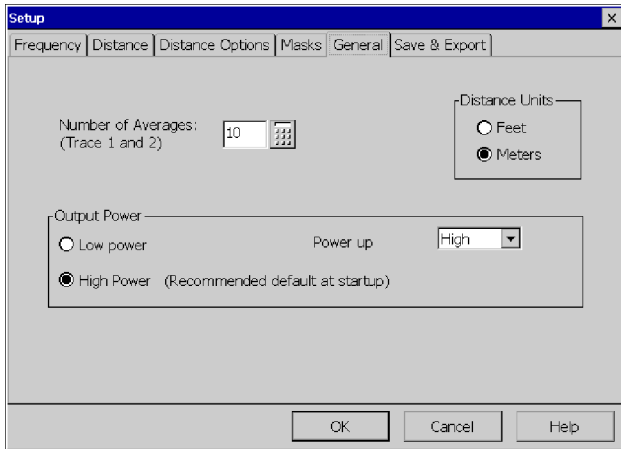 Setup
Frequency Distance Distance Options Masks General Save & Export
Number of Averages:
(Trace 1 and 2)
10
Distance Units
Feet
Meters
Output Power
Low power
Power up
High
High Power (Recommended default at startup)
OK Cancel Help